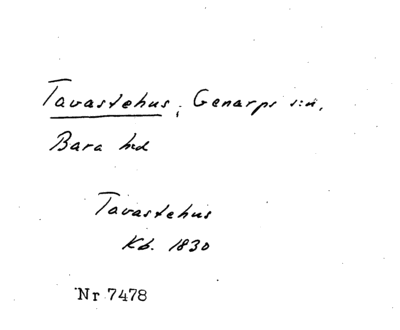 Tavastehus; Genarps s:n,
Bara hd
Tavastehus
Kb. 1830
Nr 7478